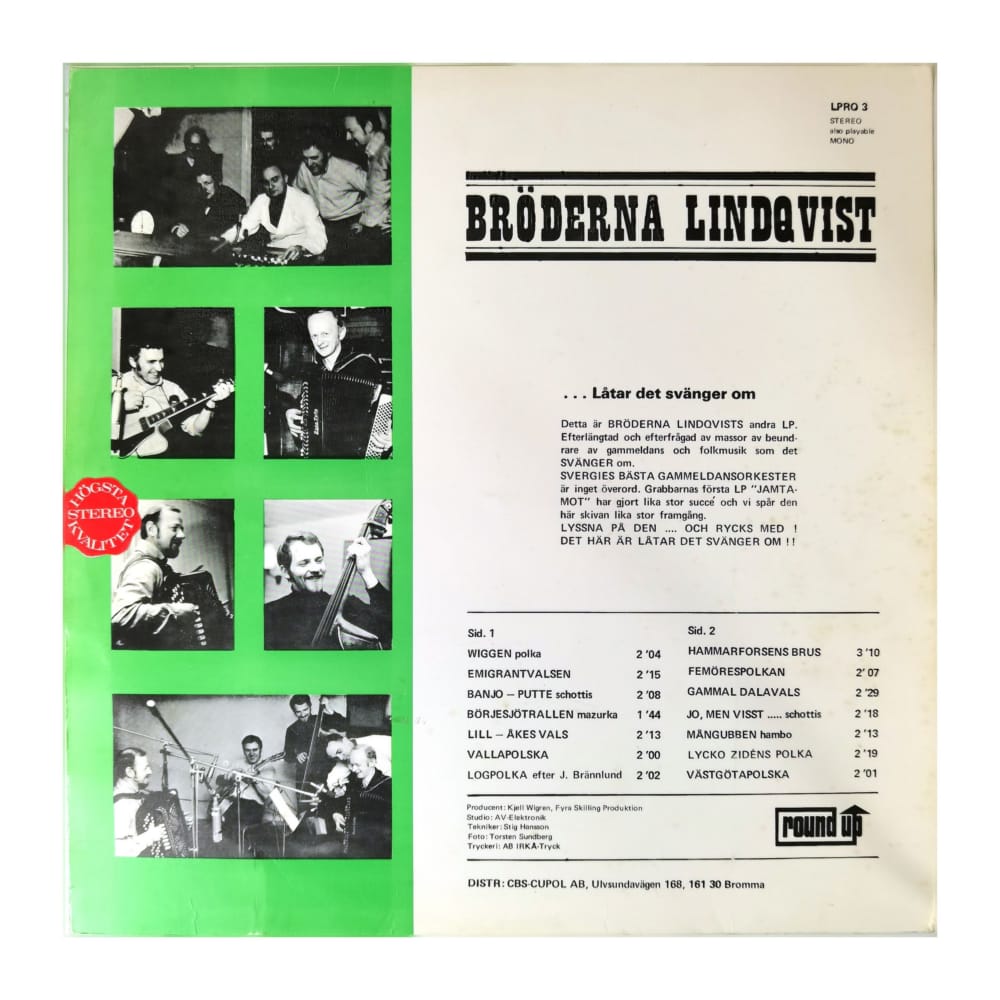 LPRQ 3
STEREO
also playable
MONO
BRÖDERNA LINDQVIST
. . . Låtar det svänger om
Detta är BRÖDERNA LINDQVISTS andra LP.
Efterlängtad och efterfrågad av massor av beund-
rare av gammeldans och folkmusik som det
SVÄNGER om.
SVERGIES BÄSTA GAMMELDANSORKESTER
är inget överord. Grabbarnas första LP "JAMTA-
MOT" har gjort lika stor succé och vi spår den
här skivan lika stor framgång.
LYSSNA PÅ DEN .... OCH RYCKS MED !
DET HÄR ÄR LÅTAR DET SVÄNGER OM ! !
HÖGSTA
STEREO
KVALITET
Sid. 1
WIGGEN polka 2 '04
EMIGRANTVALSEN 2 '15
BANJO – PUTTE schottis 2 '08
BÖRJESJÖTRALLEN mazurka 1 '44
LILL – ÅKES VALS 2 '13
VALLAPOLSKA 2 '00
LOGPOLKA efter J. Brännlund 2 '02
Sid. 2
HAMMARFORSENS BRUS 3 '10
FEMÖRESPOLKAN 2' 07
GAMMAL DALAVALS 2 '29
JO, MEN VISST ..... schottis 2 '18
MÅNGUBBEN hambo 2 '13
LYCKO ZIDÉNS POLKA 2 '19
VÄSTGÖTAPOLSKA 2 '01
Producent: Kjell Wigren, Fyra Skilling Produktion
Studio: AV-Elektronik
Tekniker: Stig Hansson
Foto: Torsten Sundberg
Tryckeri: AB IRKÅ-Tryck
round up
DISTR: CBS-CUPOL AB, Ulvsundavägen 168, 161 30 Bromma